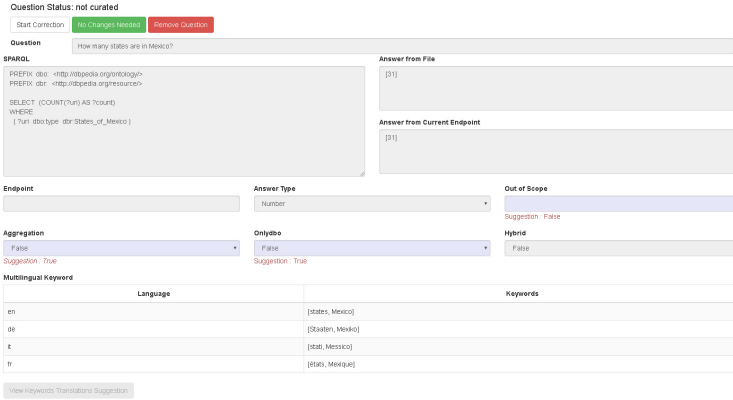 Question Status: not curated
Start Correction No Changes Needed Remove Question
Question How many states are in Mexico?
SPARQL
PREFIX dbo: <http://dbpedia.org/ontology/>
PREFIX dbr: <http://dbpedia.org/resource/>
SELECT (COUNT(?uri) AS ?count)
WHERE
{ ?uri dbo:type dbr:States_of_Mexico }
Answer from File
[31]
Answer from Current Endpoint
[31]
Endpoint Answer Type Out of Scope
Number
Suggestion : False
Aggregation Onlydbo Hybrid
False False False
Suggestion : True Suggestion : True
Multilingual Keyword
Language Keywords
en [states, Mexico]
de [Staaten, Mexiko]
it [stati, Messico]
fr [états, Mexique]
View Keywords Translations Suggestion